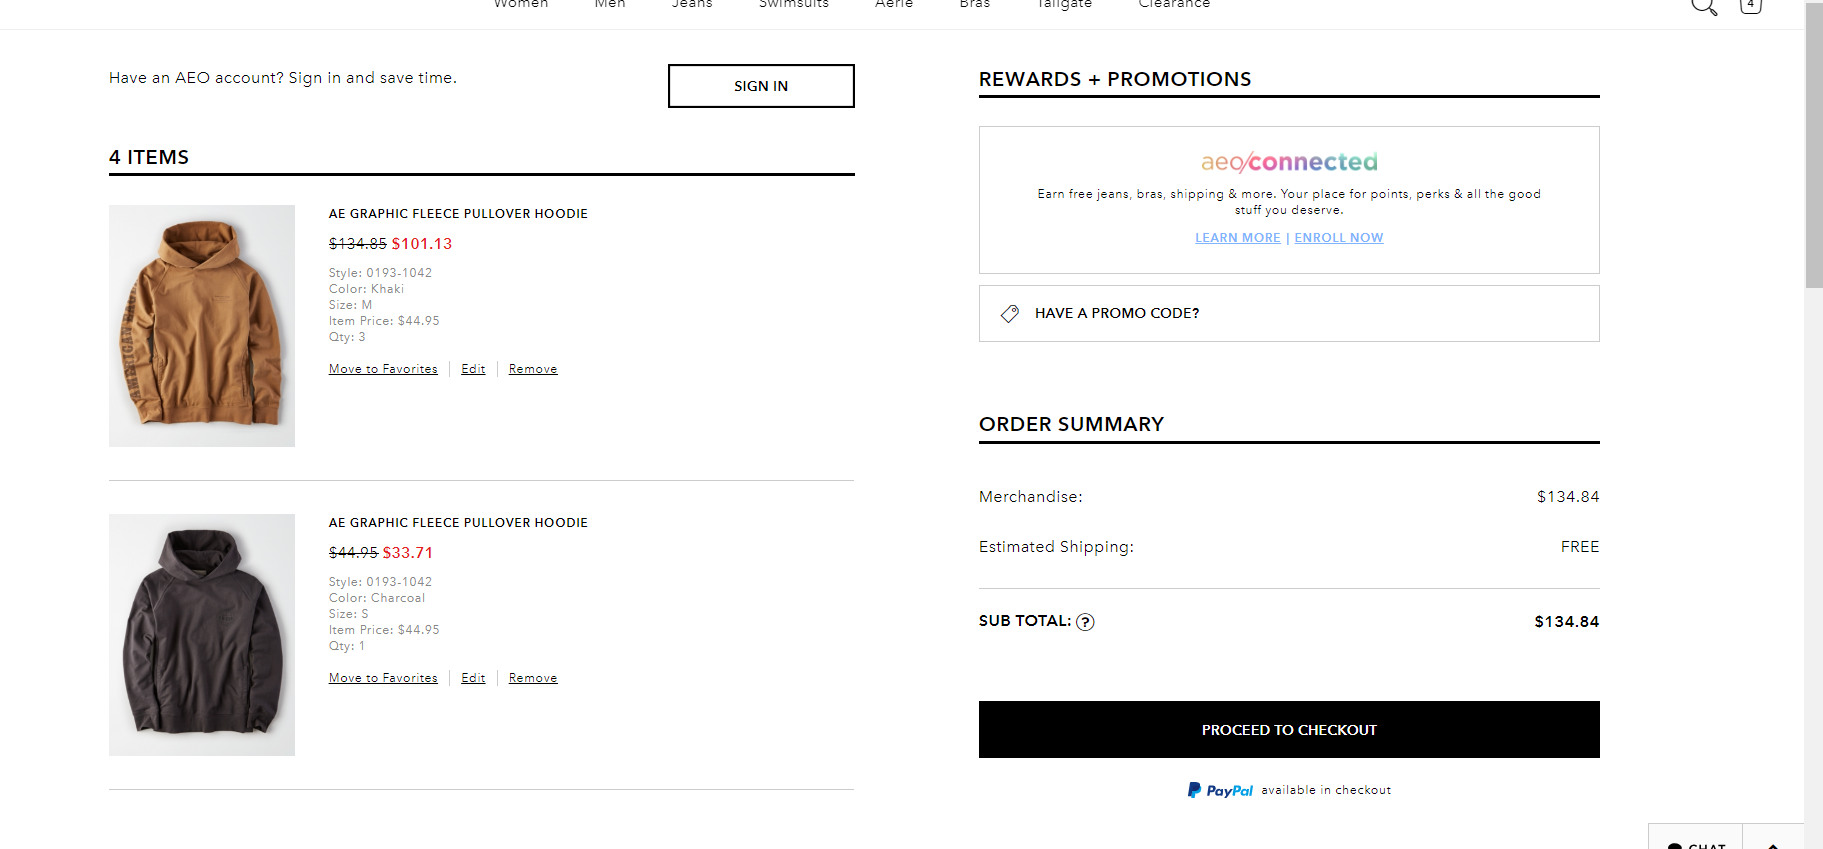 Women Men Jeans Swimsuits Aerie Bras Tailgate Clearance
4
Have an AEO account? Sign in and save time.
SIGN IN
4 ITEMS
AE GRAPHIC FLEECE PULLOVER HOODIE
$134.85 $101.13
Style: 0193-1042
Color: Khaki
Size: M
Item Price: $44.95
Qty: 3
Move to Favorites | Edit | Remove
AE GRAPHIC FLEECE PULLOVER HOODIE
$44.95 $33.71
Style: 0193-1042
Color: Charcoal
Size: S
Item Price: $44.95
Qty: 1
Move to Favorites | Edit | Remove
REWARDS + PROMOTIONS
aeo/connected
Earn free jeans, bras, shipping & more. Your place for points, perks & all the good
stuff you deserve.
LEARN MORE | ENROLL NOW
HAVE A PROMO CODE?
ORDER SUMMARY
Merchandise: $134.84
Estimated Shipping: FREE
SUB TOTAL: ? $134.84
PROCEED TO CHECKOUT
PayPal available in checkout
CHAT